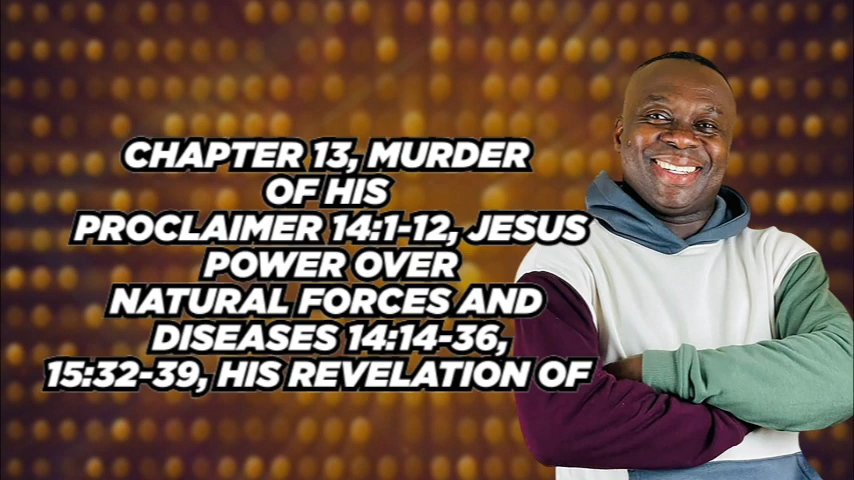 CHAPTER 13, MURDER
OF HIS
PROCLAIMER 14:1-12, JESUS
POWER OVER
NATURAL FORCES AND
DISEASES 14:14-36,
15:32-39, HIS REVELATION OF